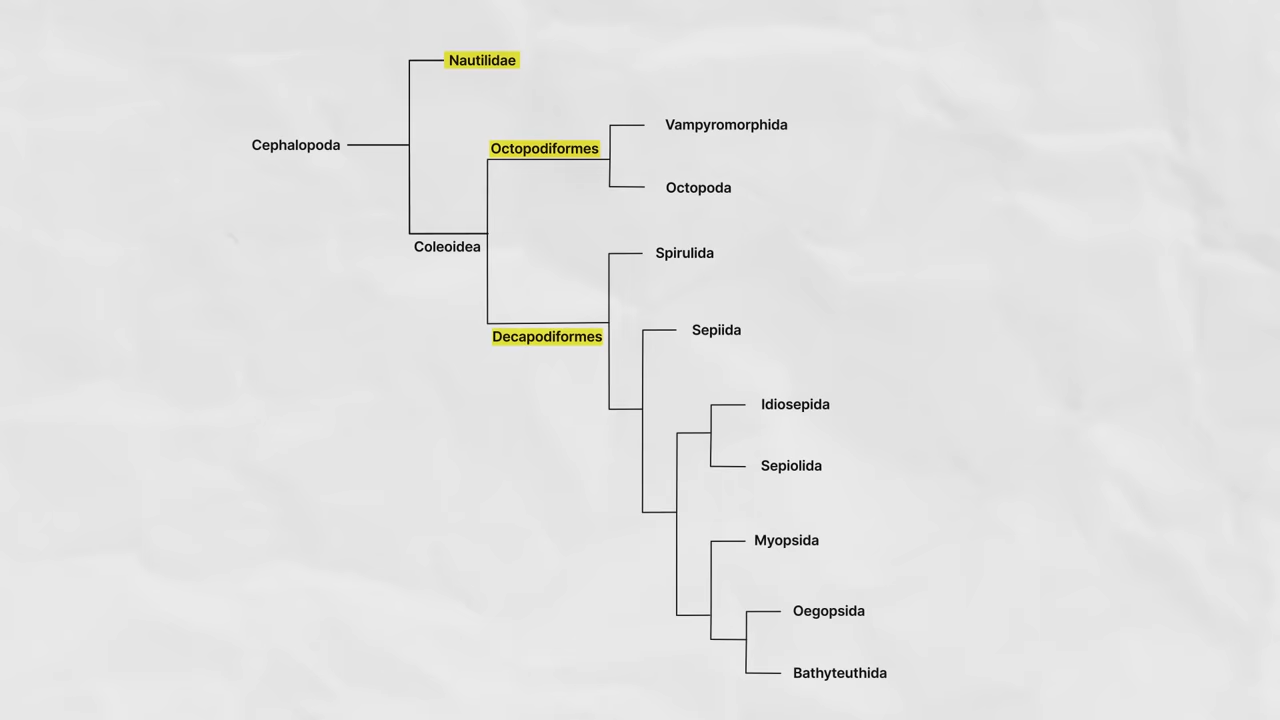 Nautilidae
Vampyromorphida
Cephalopoda
Octopodiformes
Octopoda
Coleoidea
Spirulida
Sepiida
Decapodiformes
Idiosepida
Sepiolida
Myopsida
Oegopsida
Bathyteuthida